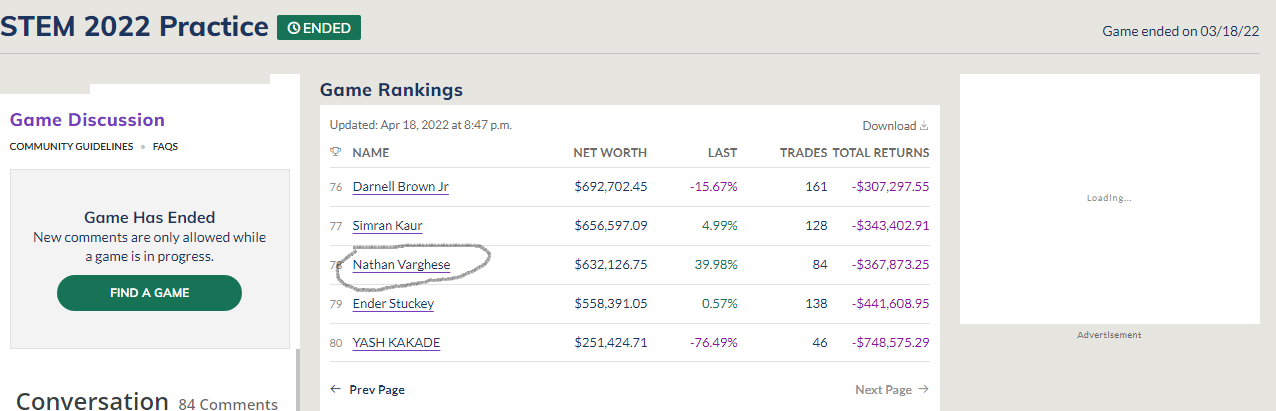 STEM 2022 Practice ENDED
Game ended on 03/18/22
Game Discussion
COMMUNITY GUIDELINES • FAQS
Game Has Ended
New comments are only allowed while
a game is in progress.
FIND A GAME
Conversation 84 Comments
Game Rankings
Updated: Apr 18, 2022 at 8:47 p.m. Download
NAME NET WORTH LAST TRADES TOTAL RETURNS
76 Darnell Brown Jr $692,702.45 -15.67% 161 -$307,297.55
77 Simran Kaur $656,597.09 4.99% 128 -$343,402.91
78 Nathan Varghese $632,126.75 39.98% 84 -$367,873.25
79 Ender Stuckey $558,391.05 0.57% 138 -$441,608.95
80 YASH KAKADE $251,424.71 -76.49% 46 -$748,575.29
← Prev Page Next Page →
Loading...
Advertisement